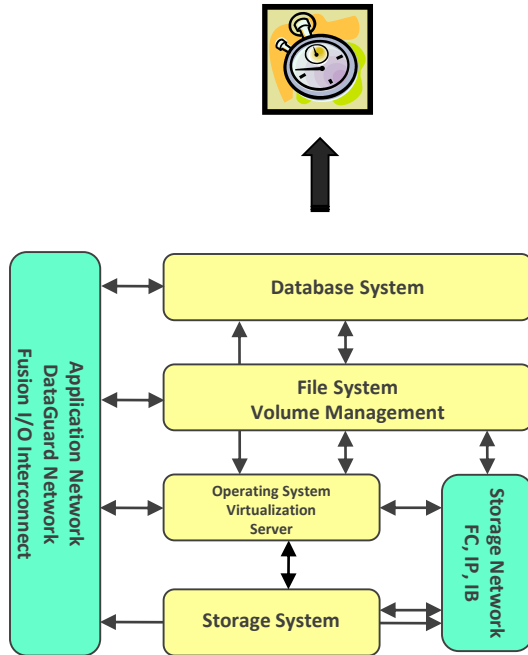 Database System
File System
Volume Management
Operating System
Virtualization
Server
Storage System
Application Network
DataGuard Network
Fusion I/O Interconnect
Storage Network
FC, IP, IB